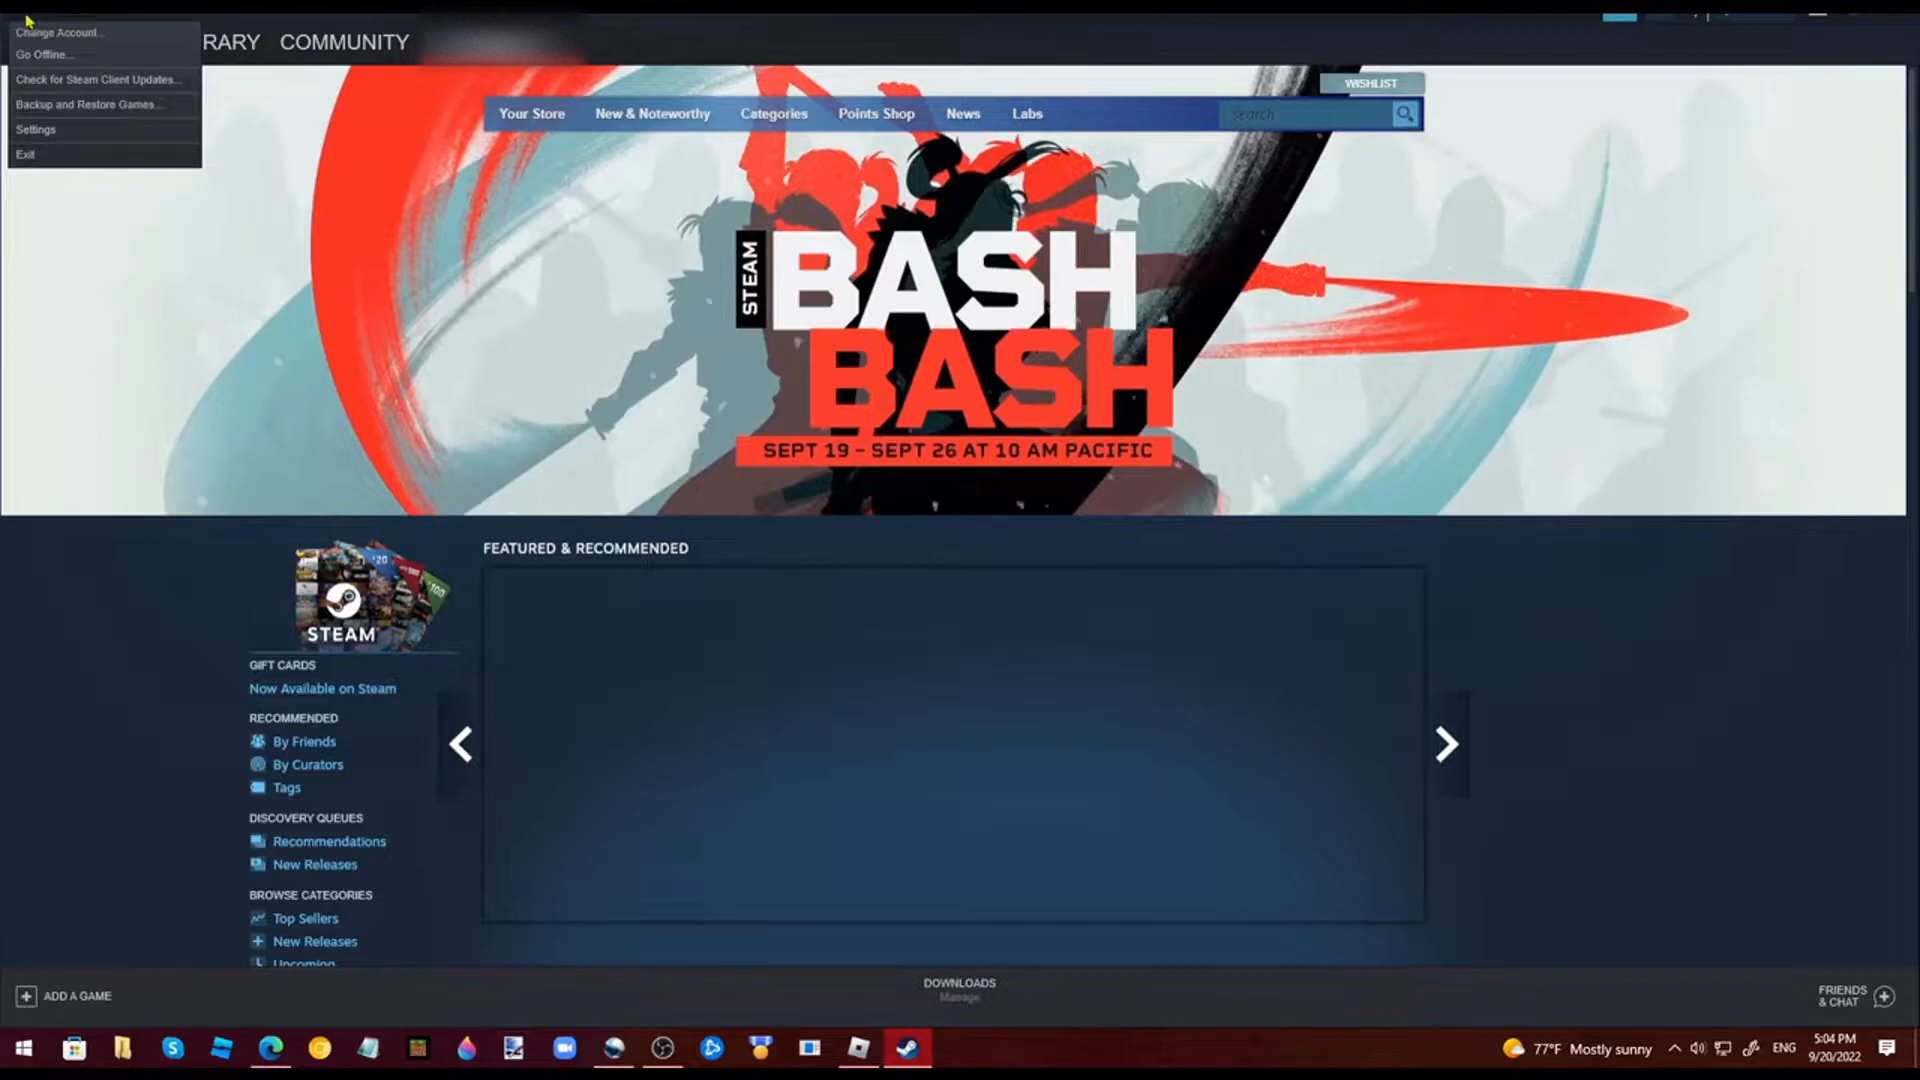 Change Account...
Go Offline...
Check for Steam Client Updates...
Backup and Restore Games...
Settings
Exit
RARY COMMUNITY
WISHLIST
Your Store New & Noteworthy Categories Points Shop News Labs search
STEAM
BASH
BASH
SEPT 19 – SEPT 26 AT 10 AM PACIFIC
FEATURED & RECOMMENDED
STEAM
GIFT CARDS
Now Available on Steam
RECOMMENDED
By Friends
By Curators
Tags
DISCOVERY QUEUES
Recommendations
New Releases
BROWSE CATEGORIES
Top Sellers
New Releases
Upcoming
ADD A GAME
DOWNLOADS
Manage
FRIENDS
& CHAT
77°F Mostly sunny
ENG
5:04 PM
9/20/2022